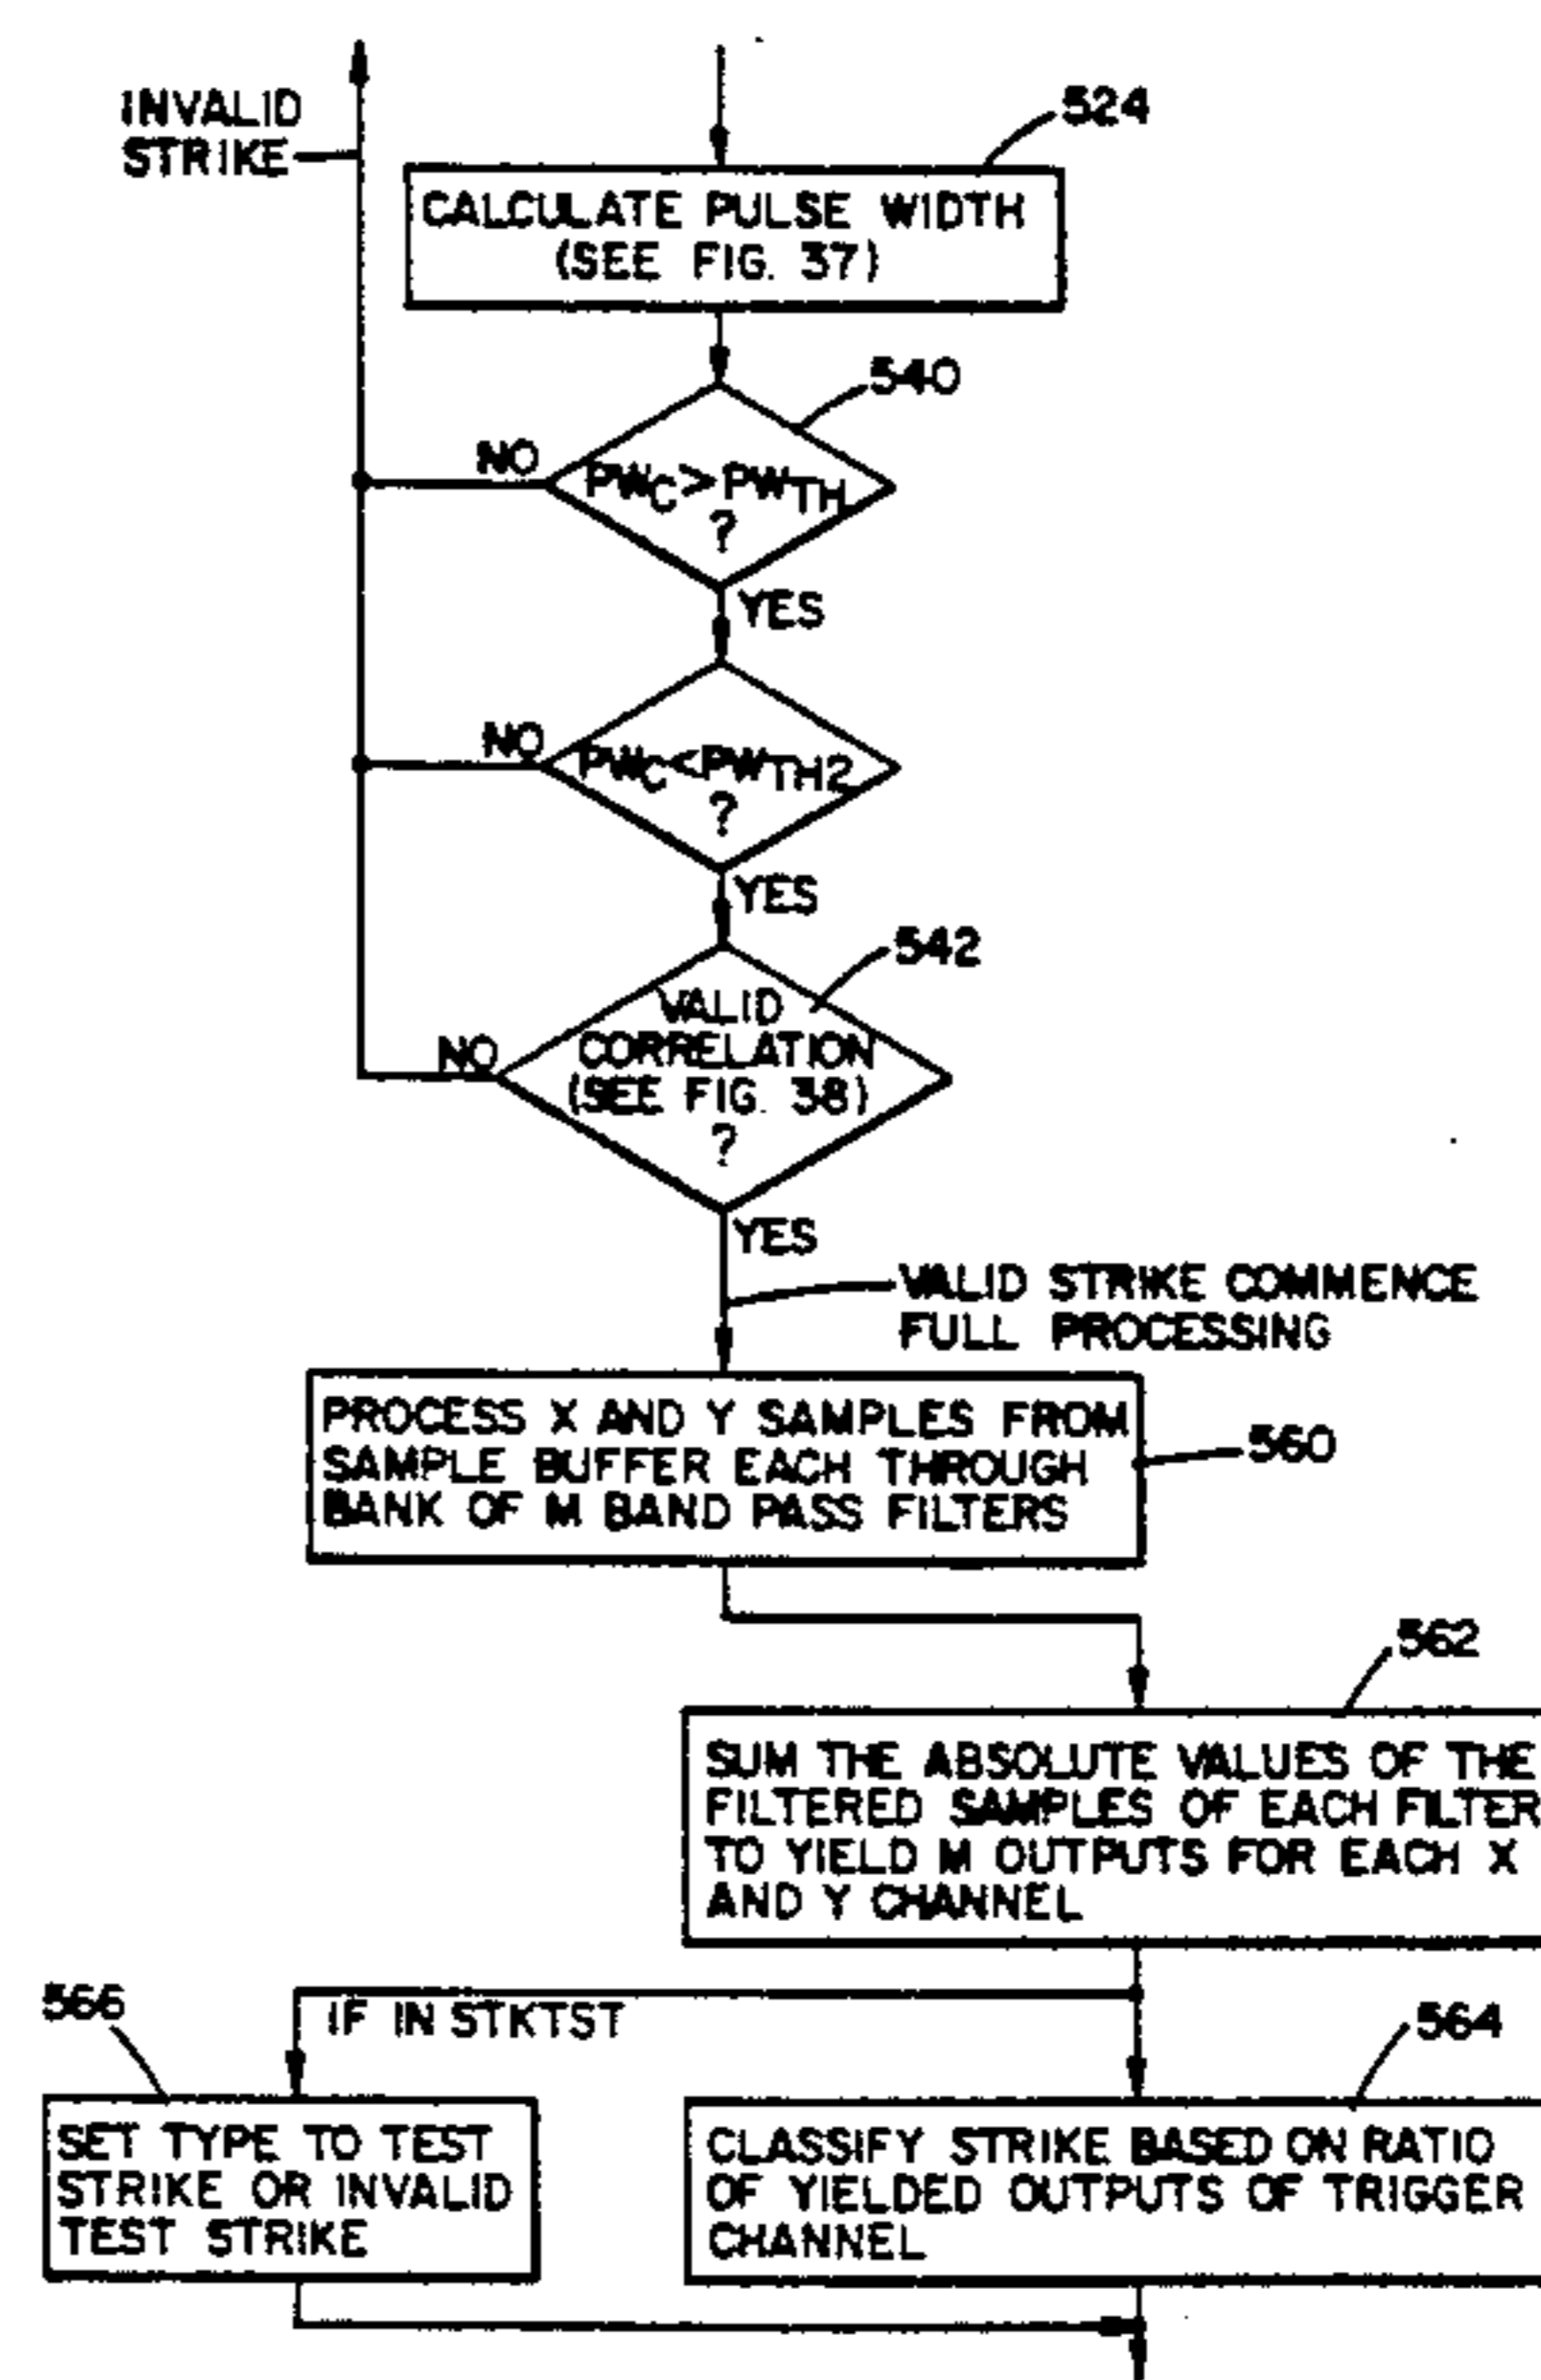 INVALID
STRIKE
524
CALCULATE PULSE WIDTH
(SEE FIG. 37)
540
NO
PWC>PWTH
?
YES
NO
PWC<PWTH2
?
YES
542
VALID
CORRELATION
(SEE FIG. 38)
?
NO
YES
VALID STRIKE COMMENCE
FULL PROCESSING
PROCESS X AND Y SAMPLES FROM
SAMPLE BUFFER EACH THROUGH
BANK OF M BAND PASS FILTERS
560
562
SUM THE ABSOLUTE VALUES OF THE
FILTERED SAMPLES OF EACH FILTER
TO YIELD M OUTPUTS FOR EACH X
AND Y CHANNEL
566
IF IN STKTST
564
SET TYPE TO TEST
STRIKE OR INVALID
TEST STRIKE
CLASSIFY STRIKE BASED ON RATIO
OF YIELDED OUTPUTS OF TRIGGER
CHANNEL